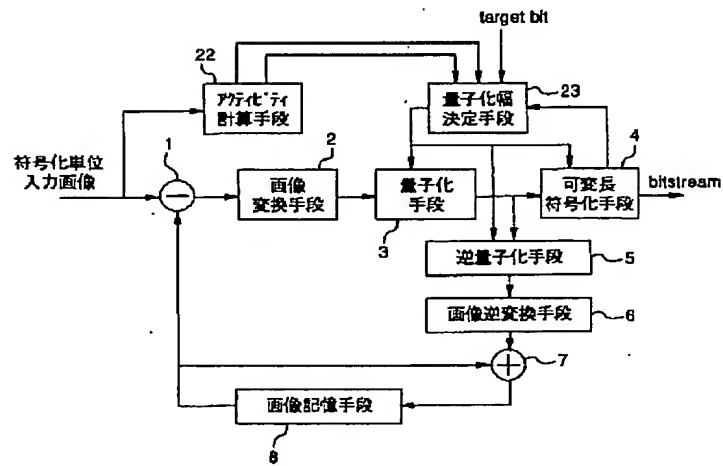 target bit
22
アクティビティ
計算手段
量子化幅
決定手段
23
符号化単位
入力画像
1
−
2
画像
変換手段
量子化
手段
3
4
可変長
符号化手段
bitstream
逆量子化手段
5
画像逆変換手段
6
+
7
画像記憶手段
8